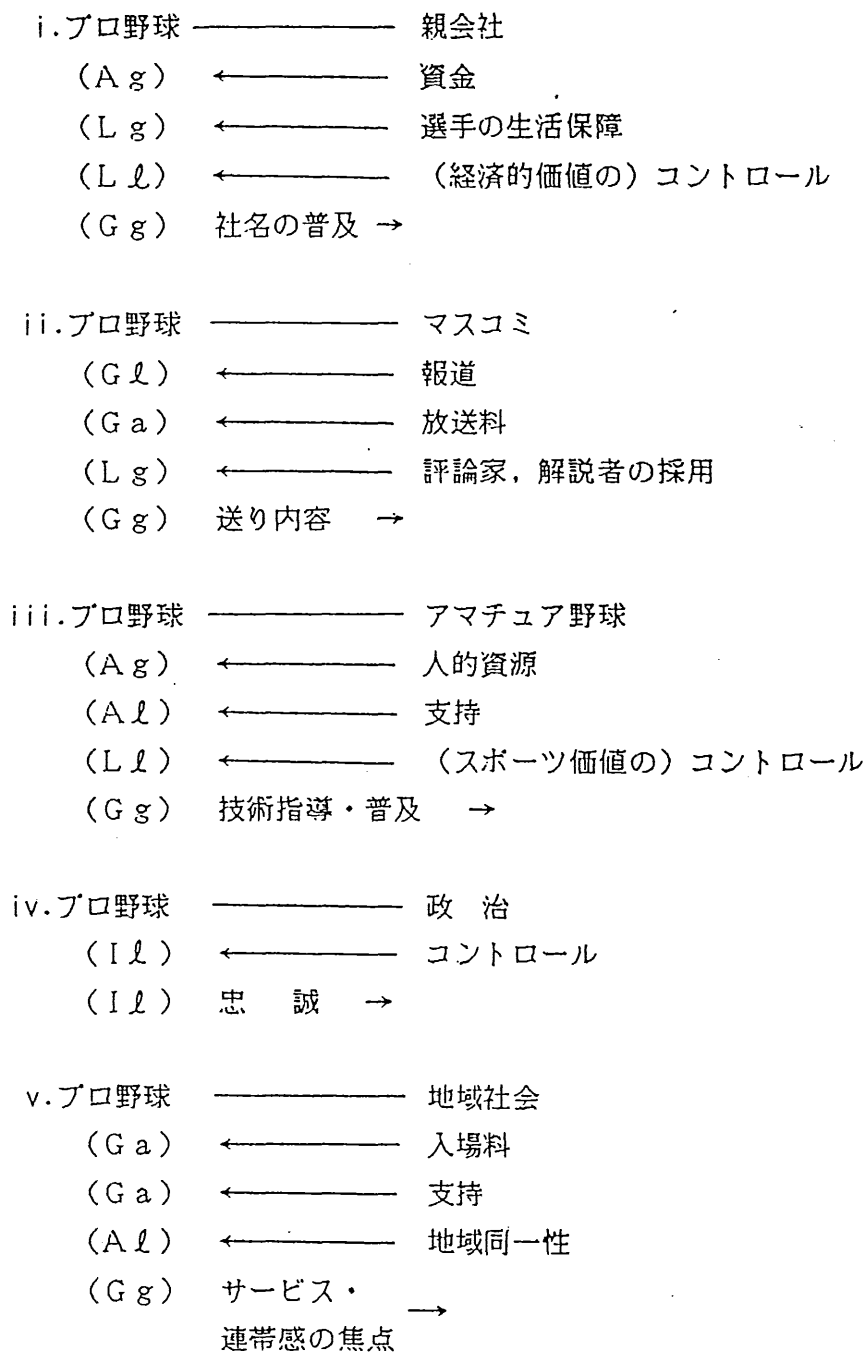 i.プロ野球 ――――― 親会社
(Ag) ←――――― 資金
(Lg) ←――――― 選手の生活保障
(Lℓ) ←――――― (経済的価値の)コントロール
(Gg) 社名の普及 →
ii.プロ野球 ――――― マスコミ
(Gℓ) ←――――― 報道
(Ga) ←――――― 放送料
(Lg) ←――――― 評論家,解説者の採用
(Gg) 送り内容 →
iii.プロ野球 ――――― アマチュア野球
(Ag) ←――――― 人的資源
(Aℓ) ←――――― 支持
(Lℓ) ←――――― (スポーツ価値の)コントロール
(Gg) 技術指導・普及 →
iv.プロ野球 ――――― 政 治
(Iℓ) ←――――― コントロール
(Iℓ) 忠 誠 →
v.プロ野球 ――――― 地域社会
(Ga) ←――――― 入場料
(Ga) ←――――― 支持
(Aℓ) ←――――― 地域同一性
(Gg) サービス・ →
連帯感の焦点